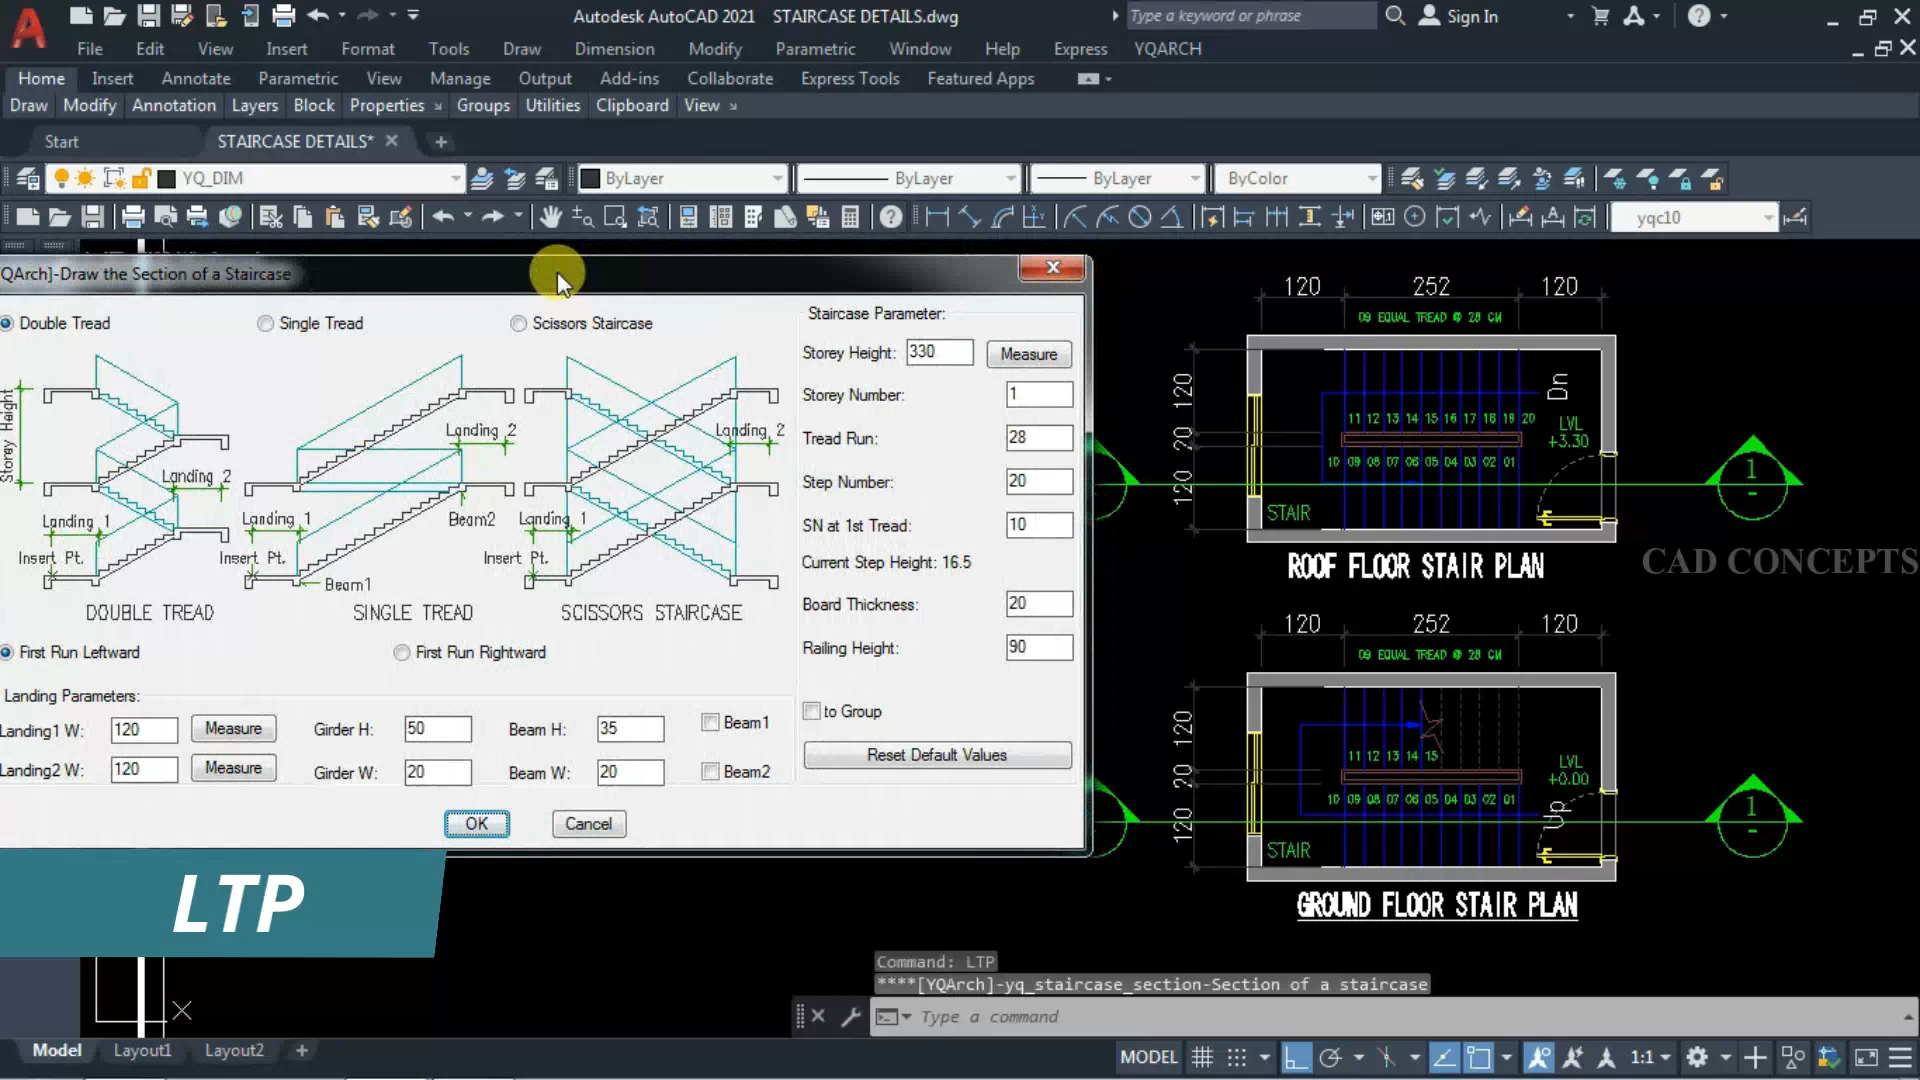 Autodesk AutoCAD 2021 STAIRCASE DETAILS.dwg
Type a keyword or phrase
Sign In
File Edit View Insert Format Tools Draw Dimension Modify Parametric Window Help Express YQARCH
Home Insert Annotate Parametric View Manage Output Add-ins Collaborate Express Tools Featured Apps
Draw Modify Annotation Layers Block Properties Groups Utilities Clipboard View
Start STAIRCASE DETAILS*
YQ_DIM ByLayer ByLayer ByLayer ByColor
yqc10
QArch]-Draw the Section of a Staircase
Double Tread Single Tread Scissors Staircase
Storey Height
Landing 2
Landing 1
Insert Pt.
DOUBLE TREAD
Landing 2
Landing 1
Beam2
Insert Pt.
Beam1
SINGLE TREAD
Landing 2
Landing 1
Insert Pt.
SCISSORS STAIRCASE
First Run Leftward First Run Rightward
Landing Parameters:
Landing1 W: 120 Measure Girder H: 50 Beam H: 35 Beam1
Landing2 W: 120 Measure Girder W: 20 Beam W: 20 Beam2
OK Cancel
Staircase Parameter:
Storey Height: 330 Measure
Storey Number: 1
Tread Run: 28
Step Number: 20
SN at 1st Tread: 10
Current Step Height: 16.5
Board Thickness: 20
Railing Height: 90
to Group
Reset Default Values
120 252 120
09 EQUAL TREAD @ 28 CM
120
20
120
11 12 13 14 15 16 17 18 19 20
10 09 08 07 06 05 04 03 02 01
Dn
LVL
+3.30
STAIR
1
-
ROOF FLOOR STAIR PLAN
CAD CONCEPTS
120 252 120
09 EQUAL TREAD @ 28 CM
120
20
120
11 12 13 14 15
10 09 08 07 06 05 04 03 02 01
LVL
+0.00
Up
STAIR
1
-
GROUND FLOOR STAIR PLAN
LTP
Command: LTP
****[YQArch]-yq_staircase_section-Section of a staircase
Type a command
Model Layout1 Layout2
MODEL 1:1